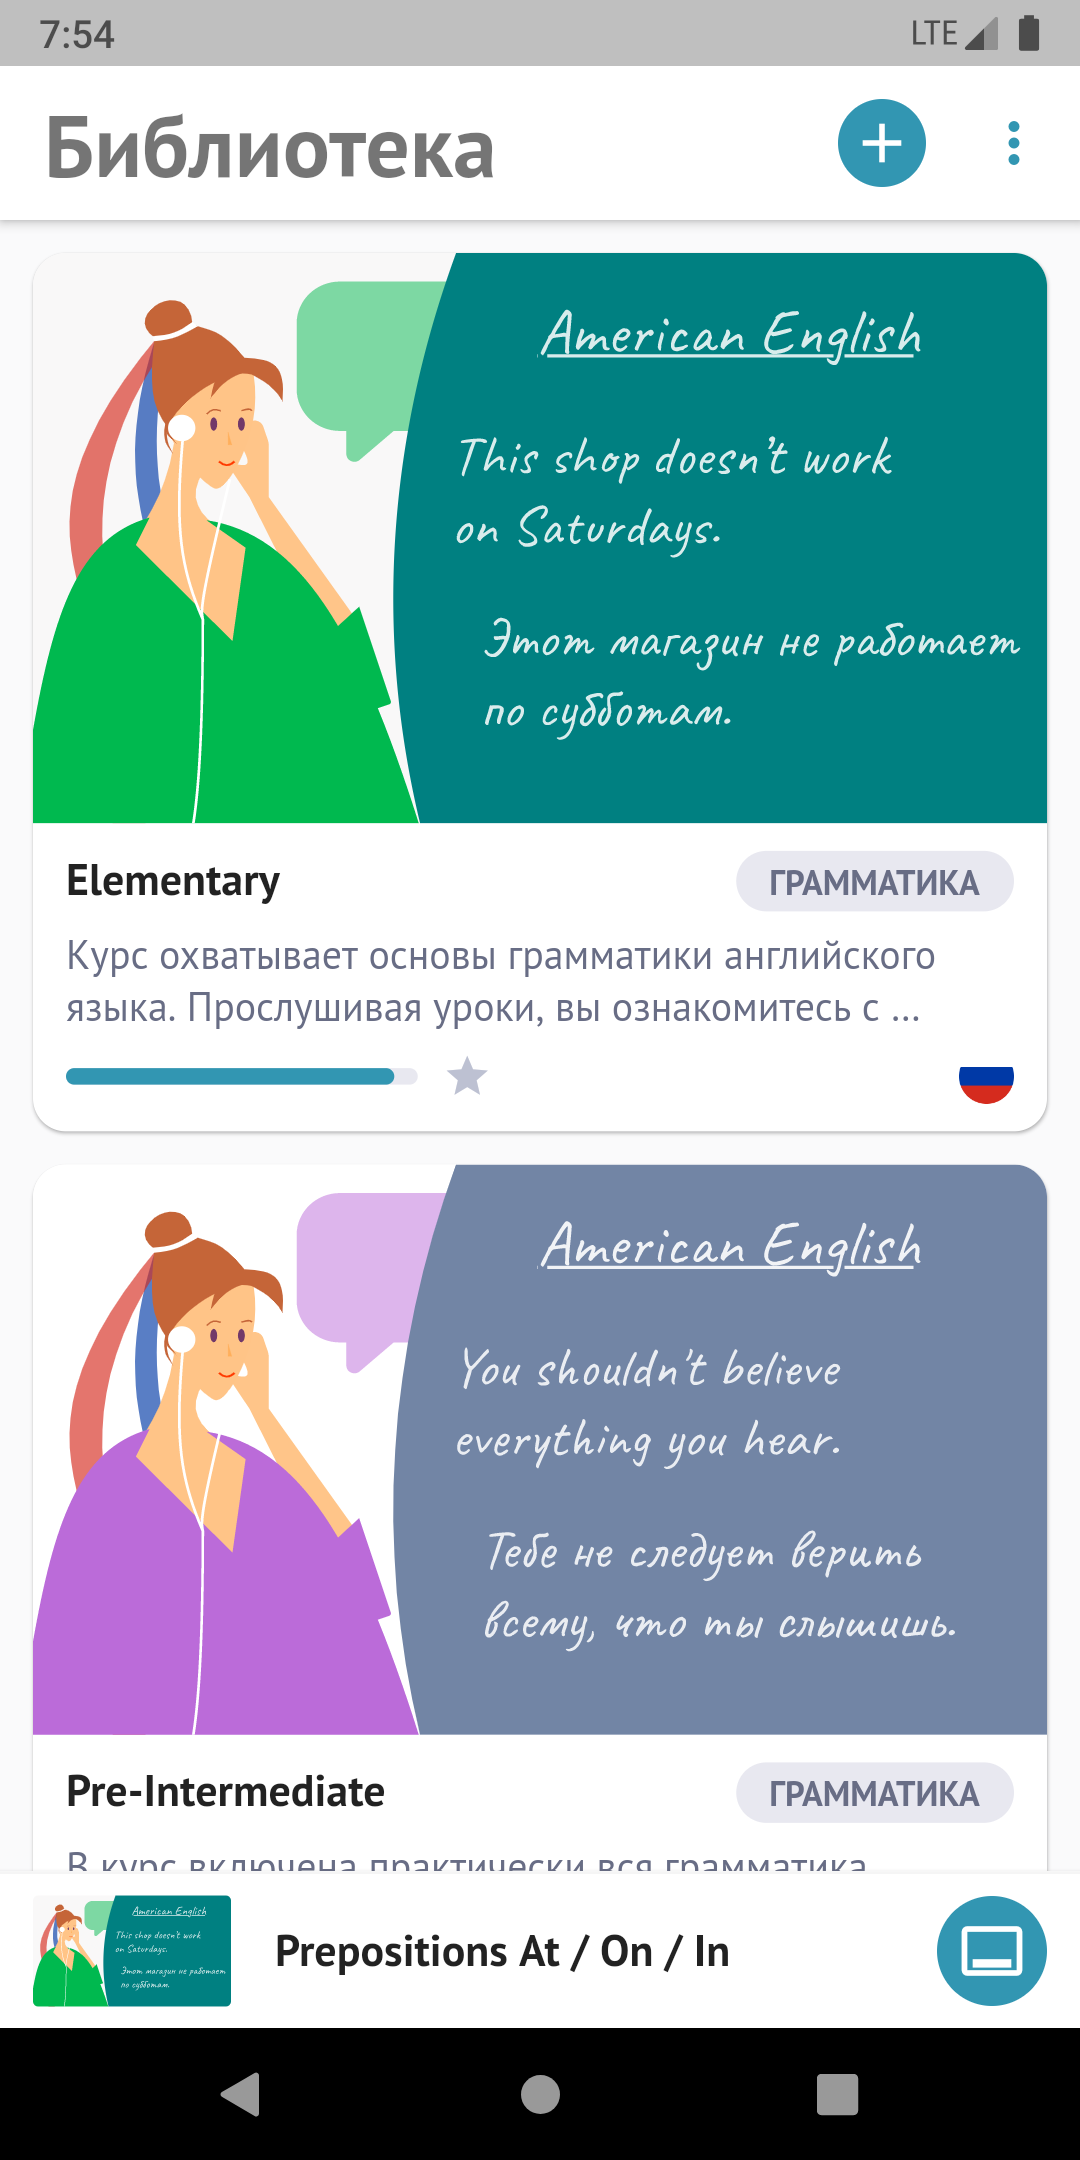 7:54
LTE
Библиотека
American English
This shop doesn't work
on Saturdays.
Этот магазин не работает
по субботам.
Elementary
ГРАММАТИКА
Курс охватывает основы грамматики английского
языка. Прослушивая уроки, вы ознакомитесь с ...
American English
You shouldn't believe
everything you hear.
Тебе не следует верить
всему, что ты слышишь.
Pre-Intermediate
ГРАММАТИКА
В курс включена практически вся грамматика
American English
This shop doesn't work
on Saturdays.
Этот магазин не работает
по субботам.
Prepositions At / On / In